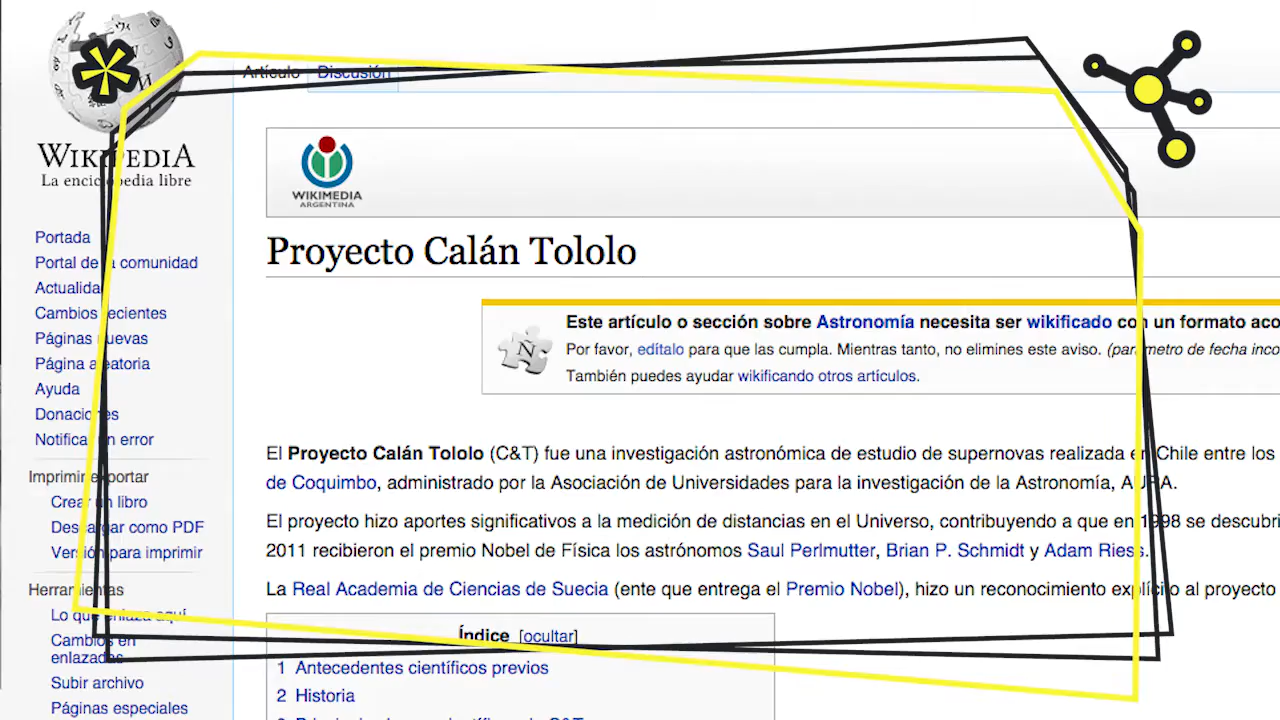 WIKIPEDIA
La enciclopedia libre
Artículo Discusión
WIKIMEDIA
ARGENTINA
Proyecto Calán Tololo
Portada
Portal de la comunidad
Actualidad
Cambios recientes
Páginas nuevas
Página aleatoria
Ayuda
Donaciones
Notificar un error
Imprimir/exportar
Crear un libro
Descargar como PDF
Versión para imprimir
Herramientas
Lo que enlaza aquí
Cambios en
enlazadas
Subir archivo
Páginas especiales
Este artículo o sección sobre Astronomía necesita ser wikificado con un formato aco
Por favor, edítalo para que las cumpla. Mientras tanto, no elimines este aviso. (parámetro de fecha inco
También puedes ayudar wikificando otros artículos.
El Proyecto Calán Tololo (C&T) fue una investigación astronómica de estudio de supernovas realizada en Chile entre los
de Coquimbo, administrado por la Asociación de Universidades para la investigación de la Astronomía, AURA.
El proyecto hizo aportes significativos a la medición de distancias en el Universo, contribuyendo a que en 1998 se descubri
2011 recibieron el premio Nobel de Física los astrónomos Saul Perlmutter, Brian P. Schmidt y Adam Riess.
La Real Academia de Ciencias de Suecia (ente que entrega el Premio Nobel), hizo un reconocimiento explícito al proyecto
Índice [ocultar]
1 Antecedentes científicos previos
2 Historia